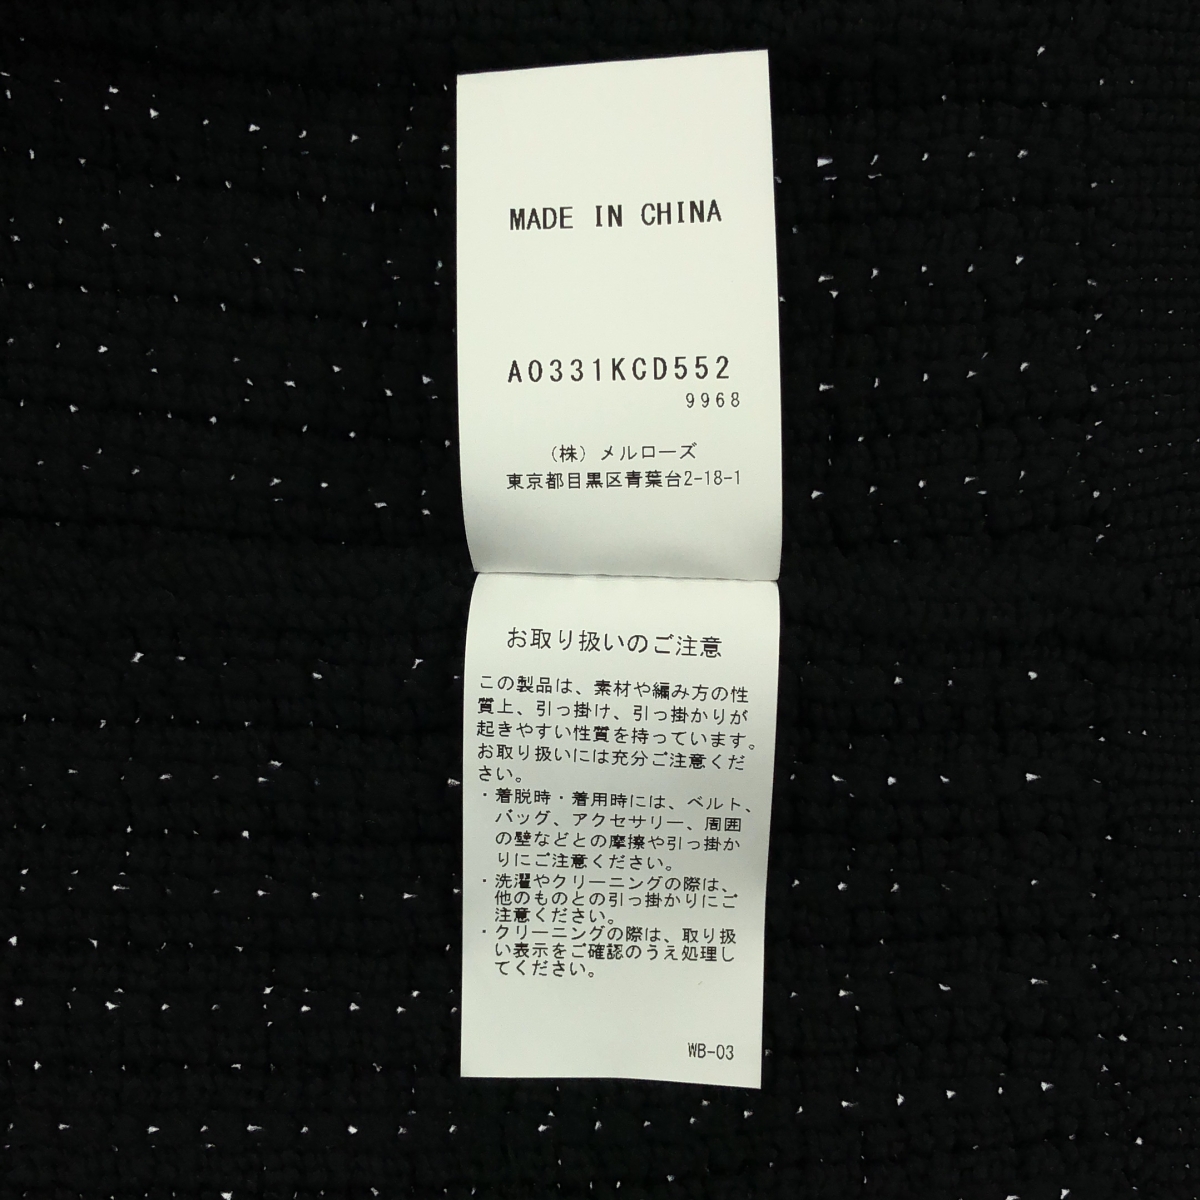 MADE IN CHINA
A0331KCD552
9968
(株) メルローズ
東京都目黒区青葉台2-18-1
お取り扱いのご注意
この製品は、素材や編み方の性
質上、引っ掛け、引っ掛かりが
起きやすい性質を持っています。
お取り扱いには充分ご注意くだ
さい。
・着脱時・着用時には、ベルト、
バッグ、アクセサリー、周囲
の壁などとの摩擦や引っ掛か
りにご注意ください。
・洗濯やクリーニングの際は、
他のものとの引っ掛かりにご
注意ください。
・クリーニングの際は、取り扱
い表示をご確認のうえ処理し
てください。
WB-03